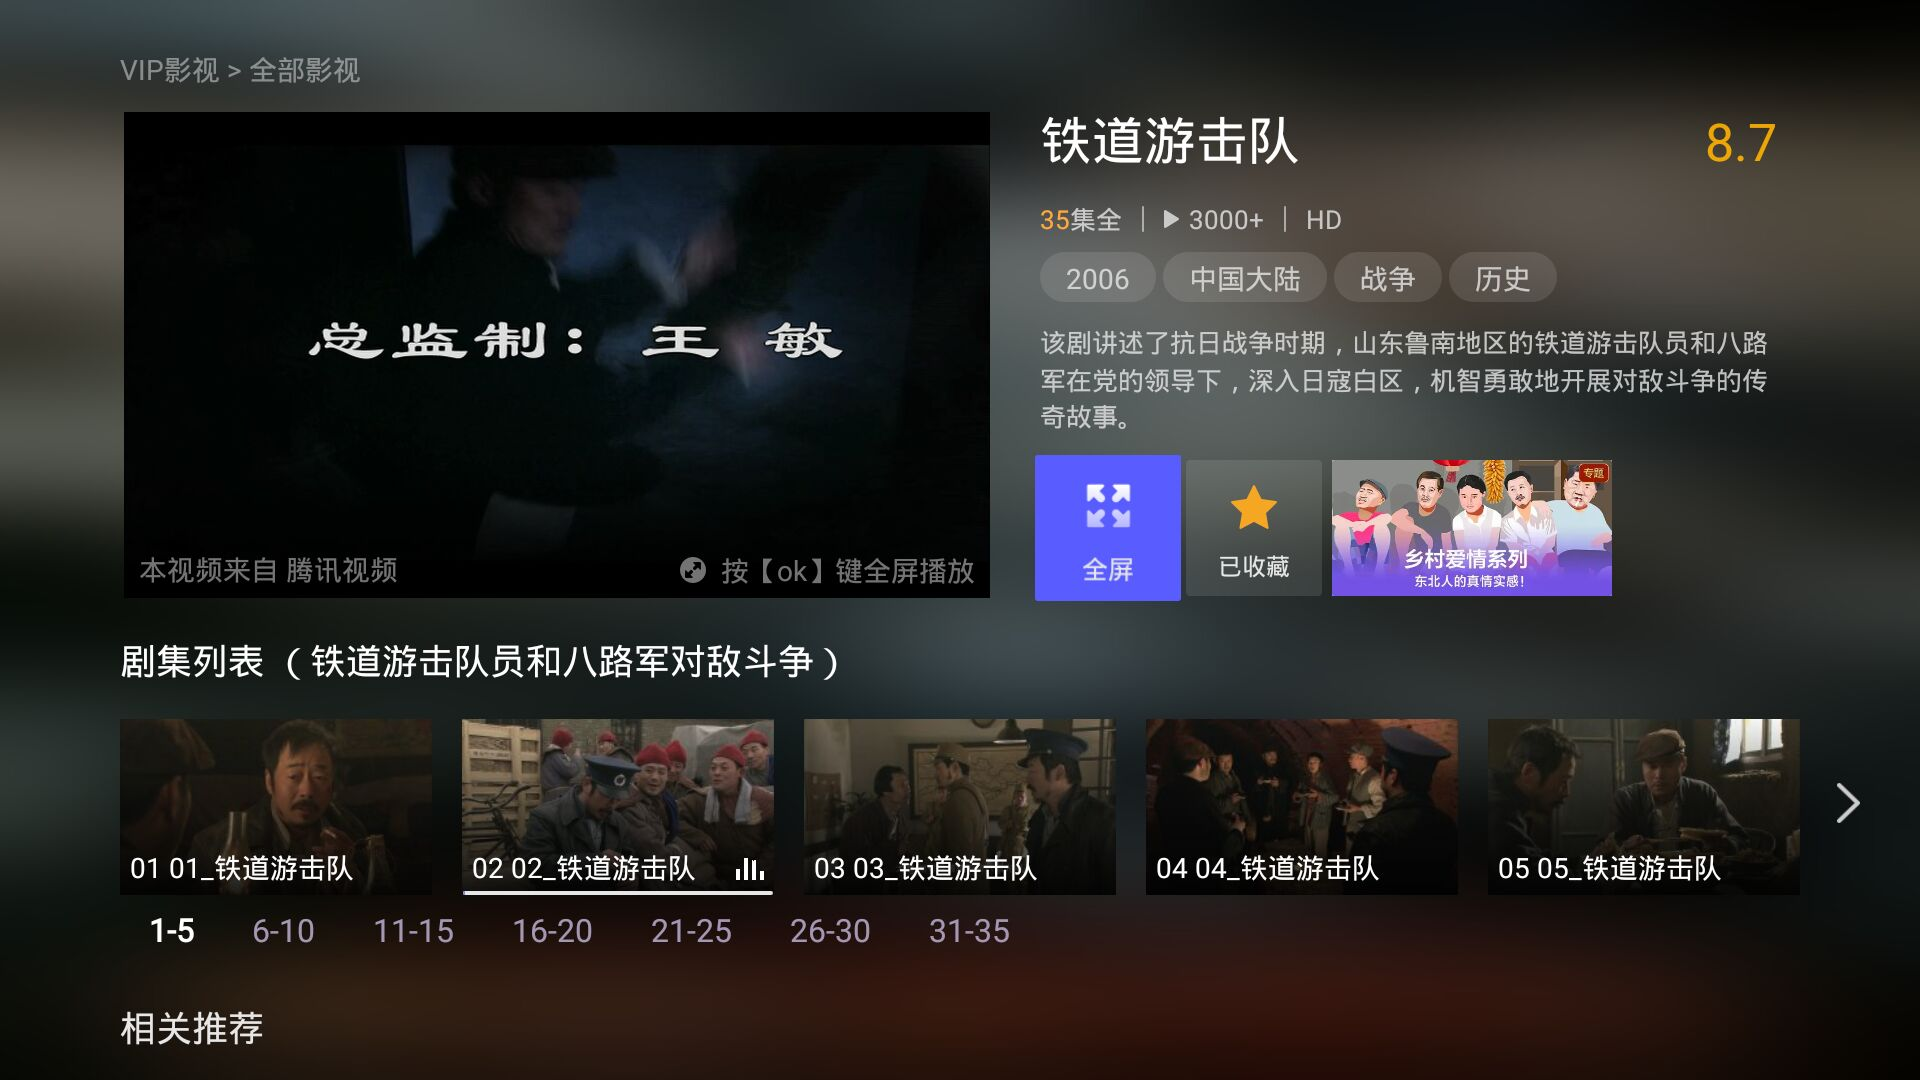 VIP影视 > 全部影视
总监制：王 敏
本视频来自 腾讯视频
按【ok】键全屏播放
铁道游击队
8.7
35集全
3000+
HD
2006
中国大陆
战争
历史
该剧讲述了抗日战争时期，山东鲁南地区的铁道游击队员和八路
军在党的领导下，深入日寇白区，机智勇敢地开展对敌斗争的传
奇故事。
全屏
已收藏
专题
乡村爱情系列
东北人的真情实感！
剧集列表 （铁道游击队员和八路军对敌斗争）
01 01_铁道游击队
02 02_铁道游击队
03 03_铁道游击队
04 04_铁道游击队
05 05_铁道游击队
1-5 6-10 11-15 16-20 21-25 26-30 31-35
相关推荐